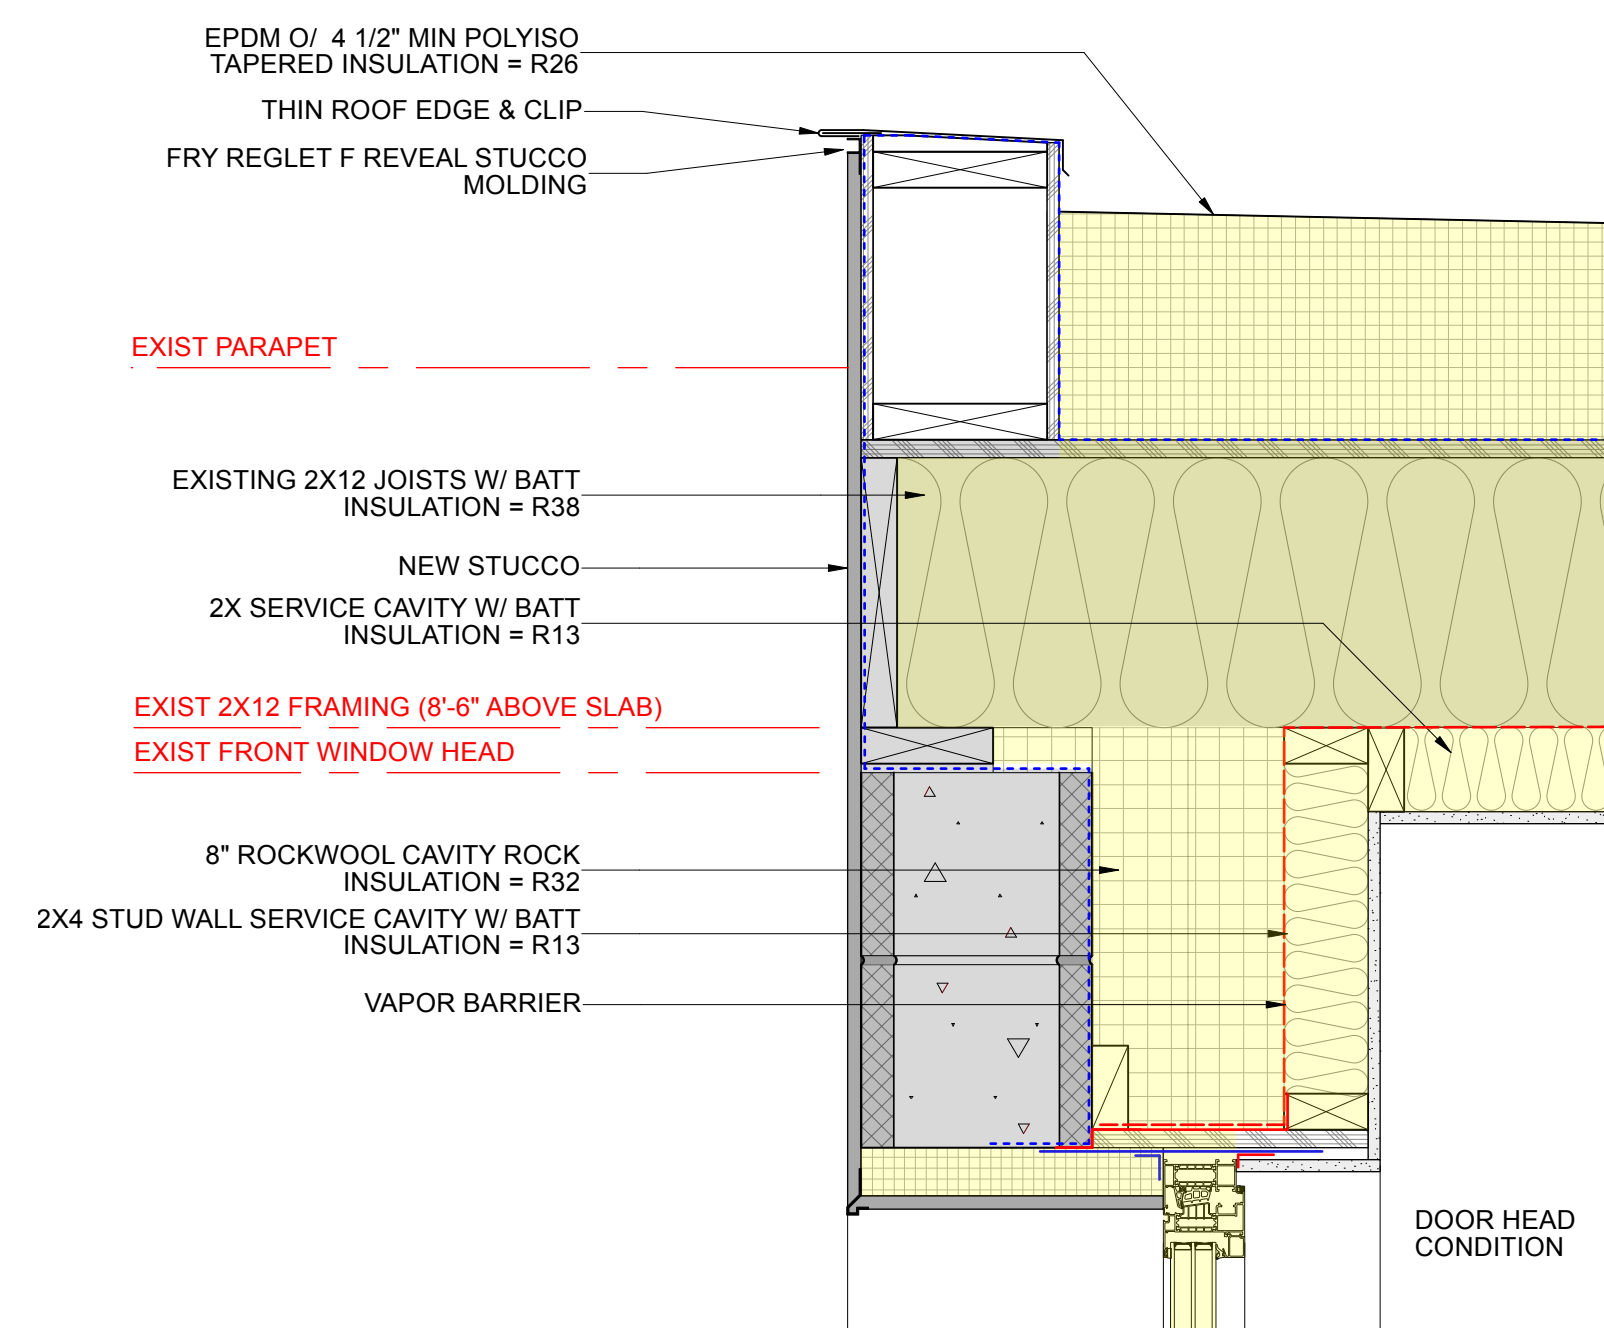 EPDM O/  4 1/2" MIN POLYISO
TAPERED INSULATION = R26
THIN ROOF EDGE & CLIP
FRY REGLET F REVEAL STUCCO
MOLDING
EXIST PARAPET
EXISTING 2X12 JOISTS W/ BATT
INSULATION = R38
NEW STUCCO
2X SERVICE CAVITY W/ BATT
INSULATION = R13
EXIST 2X12 FRAMING (8'-6" ABOVE SLAB)
EXIST FRONT WINDOW HEAD
8" ROCKWOOL CAVITY ROCK
INSULATION = R32
2X4 STUD WALL SERVICE CAVITY W/ BATT
INSULATION = R13
VAPOR BARRIER
DOOR HEAD
CONDITION